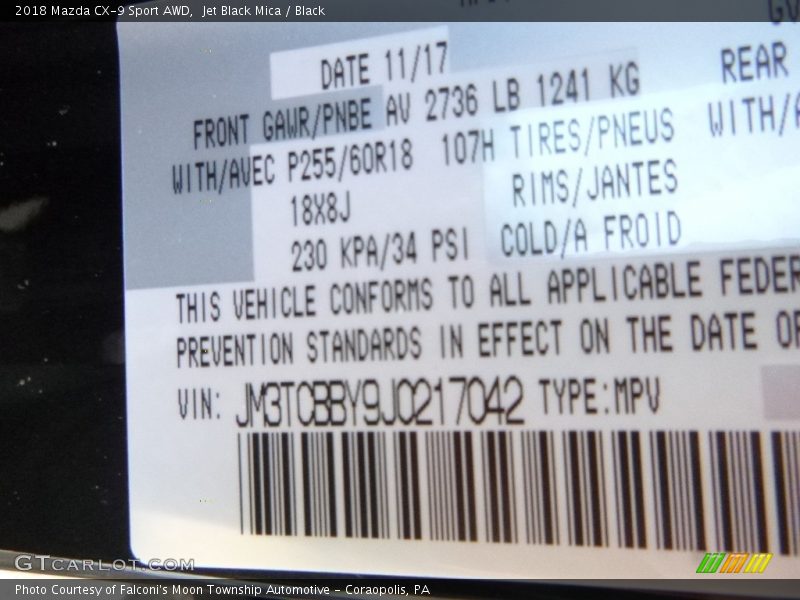 2018 Mazda CX-9 Sport AWD,  Jet Black Mica / Black
DATE 11/17
FRONT GAWR/PNBE AV 2736 LB 1241 KG
REAR
WITH/AVEC P255/60R18 107H TIRES/PNEUS
WITH/A
18X8J RIMS/JANTES
230 KPA/34 PSI COLD/A FROID
THIS VEHICLE CONFORMS TO ALL APPLICABLE FEDER
PREVENTION STANDARDS IN EFFECT ON THE DATE OF
VIN: JM3TCBBY9J0217042 TYPE:MPV
GTCARLOT.COM
Photo Courtesy of Falconi's Moon Township Automotive - Coraopolis, PA